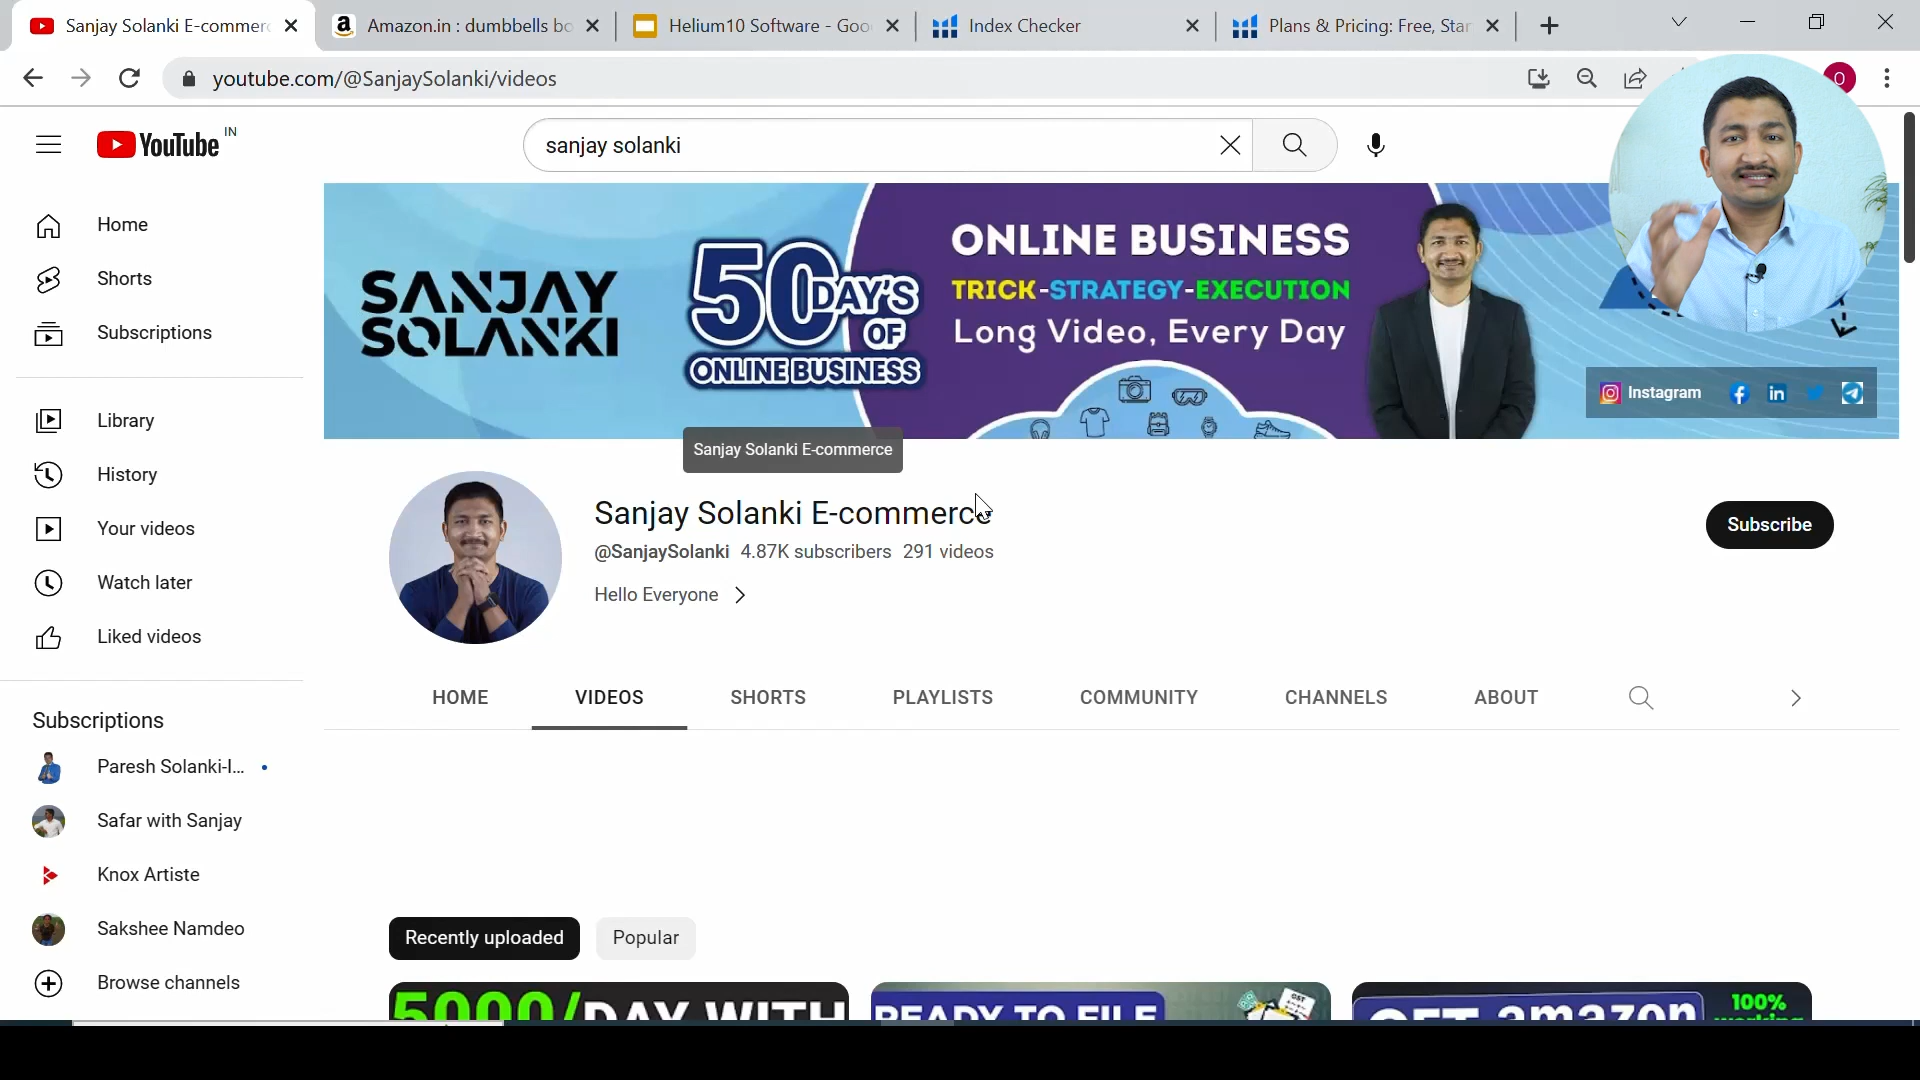 Sanjay Solanki E-commerc
Amazon.in : dumbbells bo
Helium10 Software - Goo
Index Checker
Plans & Pricing: Free, Star
youtube.com/@SanjaySolanki/videos
O
YouTube IN
sanjay solanki
Home
Shorts
Subscriptions
Library
History
Your videos
Watch later
Liked videos
Subscriptions
Paresh Solanki-I...
Safar with Sanjay
Knox Artiste
Sakshee Namdeo
Browse channels
SANJAY
SOLANKI
50 DAY'S
OF
ONLINE BUSINESS
ONLINE BUSINESS
TRICK-STRATEGY-EXECUTION
Long Video, Every Day
Instagram
Sanjay Solanki E-commerce
Sanjay Solanki E-commerce
@SanjaySolanki 4.87K subscribers 291 videos
Hello Everyone
Subscribe
HOME
VIDEOS
SHORTS
PLAYLISTS
COMMUNITY
CHANNELS
ABOUT
Recently uploaded
Popular
5000/DAY WITH
READY TO FILE
GST
GET amazon
100%
working